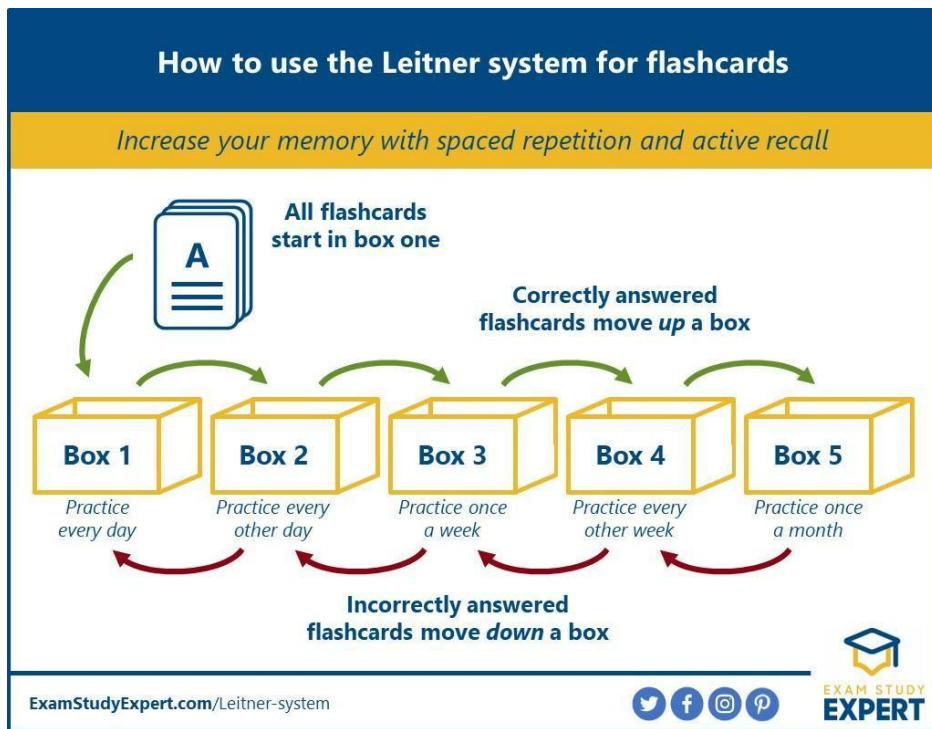 How to use the Leitner system for flashcards
Increase your memory with spaced repetition and active recall
All flashcards
start in box one
A
Correctly answered
flashcards move up a box
Box 1
Box 2
Box 3
Box 4
Box 5
Practice
every day
Practice every
other day
Practice once
a week
Practice every
other week
Practice once
a month
Incorrectly answered
flashcards move down a box
ExamStudyExpert.com/Leitner-system
EXAM STUDY
EXPERT